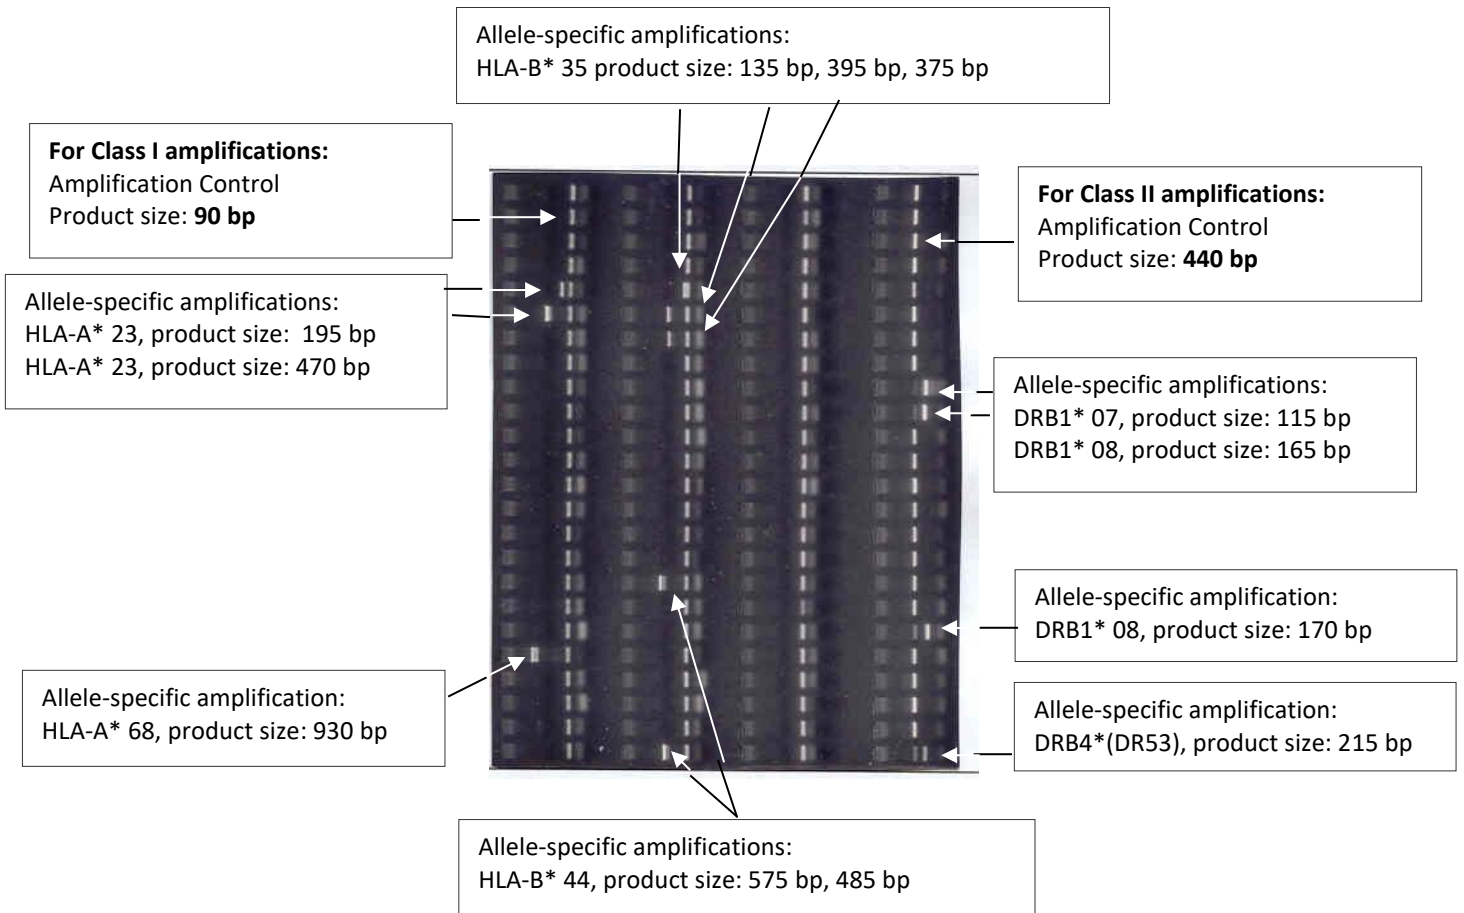 Allele-specific amplifications:
HLA-B* 35 product size: 135 bp, 395 bp, 375 bp
For Class I amplifications:
Amplification Control
Product size: 90 bp
For Class II amplifications:
Amplification Control
Product size: 440 bp
Allele-specific amplifications:
HLA-A* 23, product size:  195 bp
HLA-A* 23, product size: 470 bp
Allele-specific amplifications:
DRB1* 07, product size: 115 bp
DRB1* 08, product size: 165 bp
Allele-specific amplification:
DRB1* 08, product size: 170 bp
Allele-specific amplification:
HLA-A* 68, product size: 930 bp
Allele-specific amplification:
DRB4*(DR53), product size: 215 bp
Allele-specific amplifications:
HLA-B* 44, product size: 575 bp, 485 bp